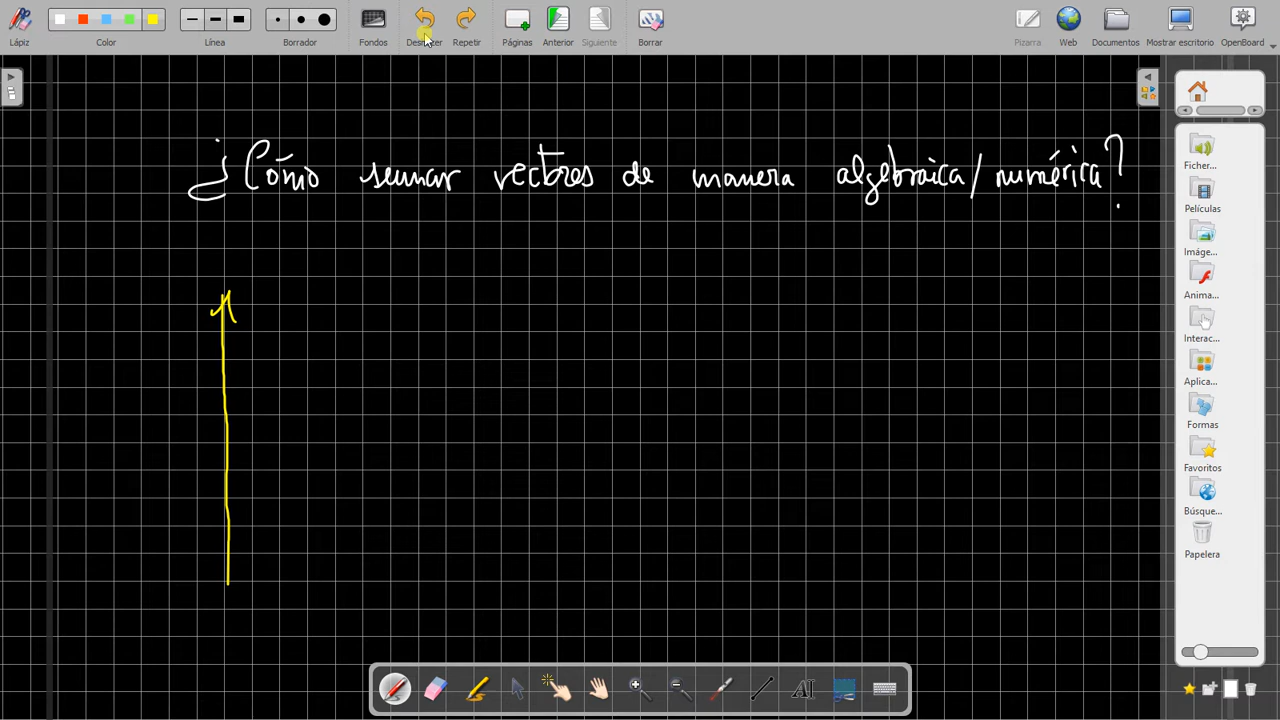 Lápiz Color Línea Borrador Fondos Deshacer Repetir Páginas Anterior Siguiente Borrar Pizarra Web Documentos Mostrar escritorio OpenBoard
¿Cómo sumar vectores de manera algebraica/numérica?
Ficher...
Películas
Imáge...
Anima...
Interac...
Aplica...
Formas
Favoritos
Búsque...
Papelera
AI